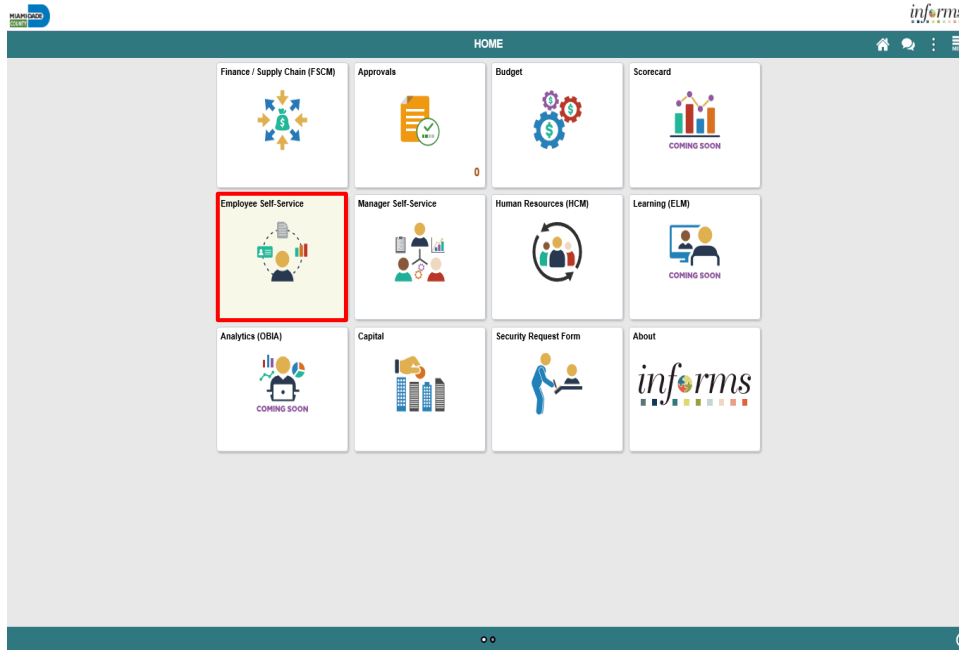 MIAMI-DADE
COUNTY
informs
HOME
Finance / Supply Chain (FSCM)
Approvals
Budget
Scorecard
COMING SOON
0
Employee Self-Service
Manager Self-Service
Human Resources (HCM)
Learning (ELM)
COMING SOON
Analytics (OBIA)
Capital
Security Request Form
About
COMING SOON
informs